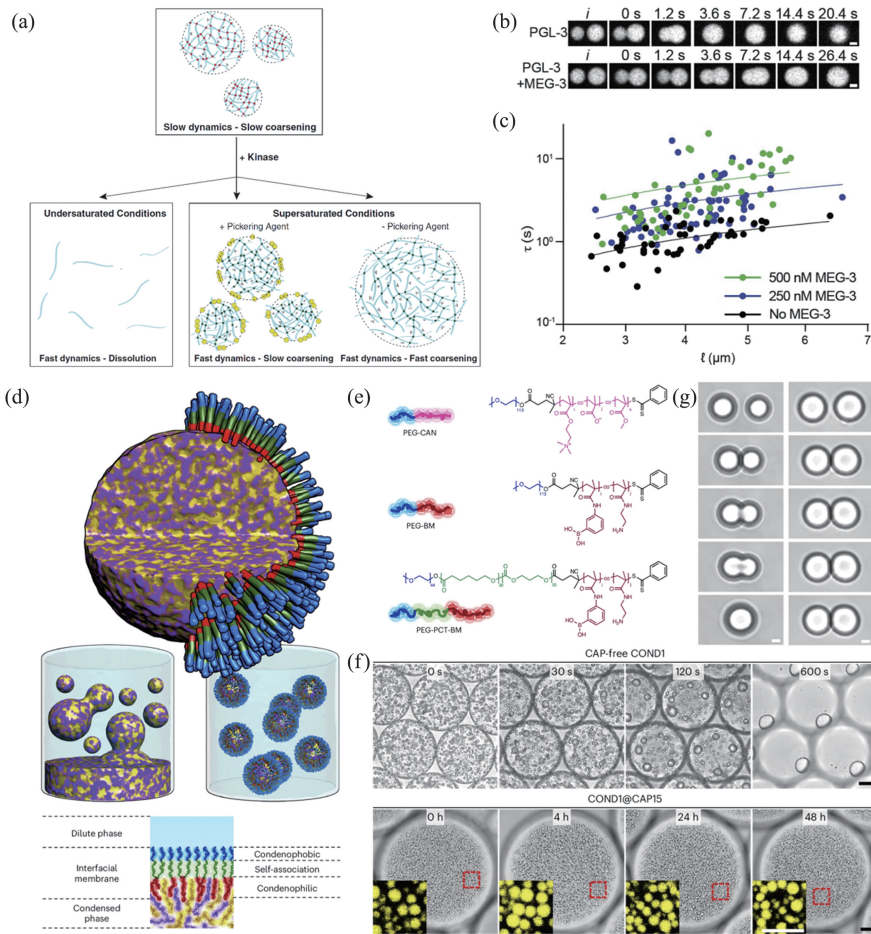 (a)
Slow dynamics - Slow coarsening
+ Kinase
Undersaturated Conditions
Fast dynamics - Dissolution
Supersaturated Conditions
+ Pickering Agent
- Pickering Agent
Fast dynamics - Slow coarsening
Fast dynamics - Fast coarsening
(b)
i 0 s 1.2 s 3.6 s 7.2 s 14.4 s 20.4 s
PGL-3
i 0 s 1.2 s 3.6 s 7.2 s 14.4 s 26.4 s
PGL-3
+MEG-3
(c)
10¹
10⁰
10⁻¹
τ (s)
500 nM MEG-3
250 nM MEG-3
No MEG-3
2 3 4 5 6 7
ℓ (μm)
(d)
Dilute phase
Interfacial
membrane
Condensed
phase
Condenophobic
Self-association
Condenophilic
(e)
PEG-CAN
PEG-BM
PEG-PCT-BM
(g)
(f)
CAP-free COND1
0 s 30 s 120 s 600 s
COND1@CAP15
0 h 4 h 24 h 48 h